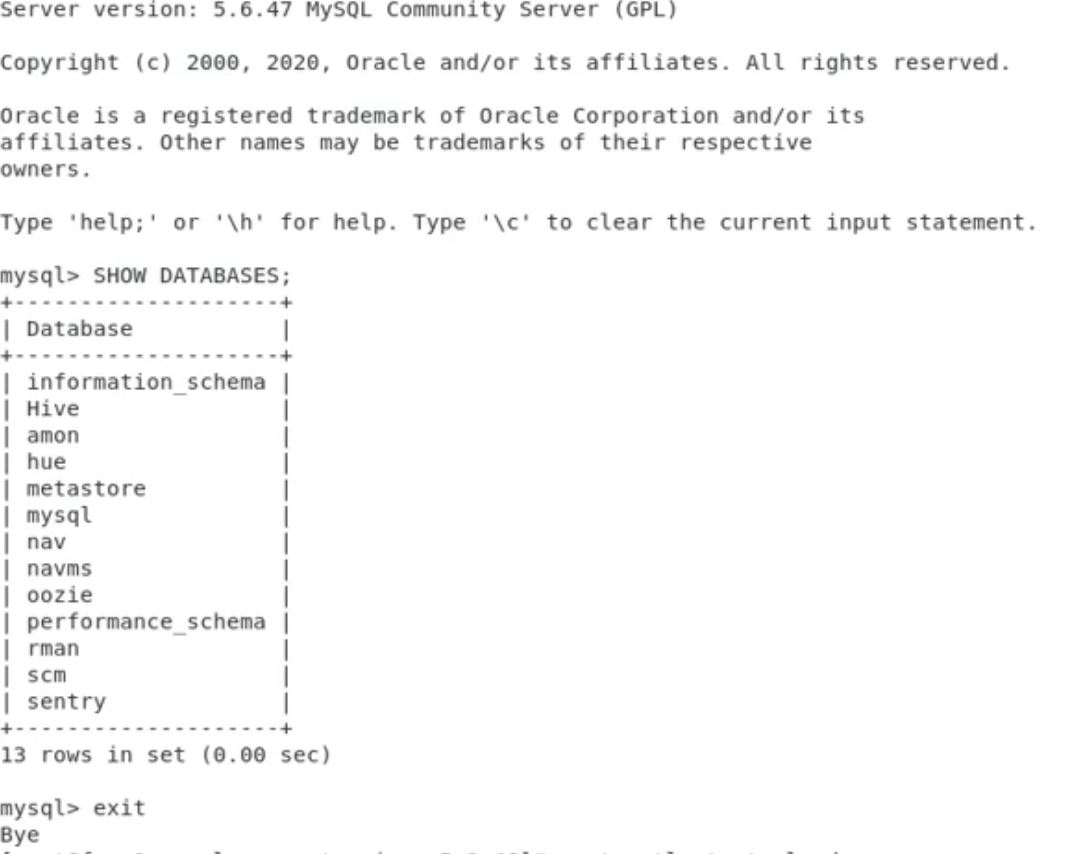 Server version: 5.6.47 MySQL Community Server (GPL)
Copyright (c) 2000, 2020, Oracle and/or its affiliates. All rights reserved.
Oracle is a registered trademark of Oracle Corporation and/or its
affiliates. Other names may be trademarks of their respective
owners.
Type 'help;' or '\h' for help. Type '\c' to clear the current input statement.
mysql> SHOW DATABASES;
+--------------------+
| Database           |
+--------------------+
| information_schema |
| Hive               |
| amon               |
| hue                |
| metastore          |
| mysql              |
| nav                |
| navms              |
| oozie              |
| performance_schema |
| rman               |
| scm                |
| sentry             |
+--------------------+
13 rows in set (0.00 sec)
mysql> exit
Bye